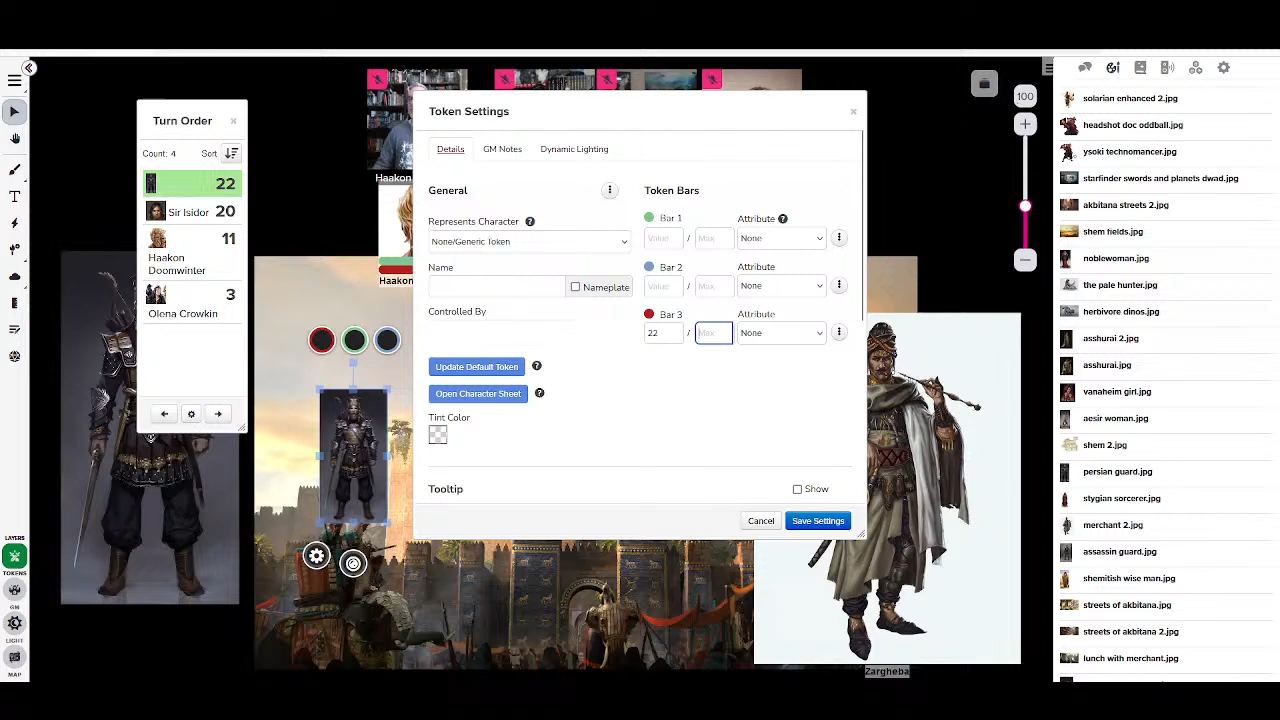 Turn Order
Count: 4
Sort
22
Sir Isidor
20
11
Haakon
Doomwinter
3
Olena Crowkin
LAYERS
TOKENS
GM
LIGHT
MAP
Haakon
Haakon
Token Settings
Details
GM Notes
Dynamic Lighting
General
Represents Character
None/Generic Token
Name
Nameplate
Controlled By
Update Default Token
Open Character Sheet
Tint Color
Token Bars
Bar 1
Attribute
Value / Max
None
Bar 2
Attribute
Value / Max
None
Bar 3
Attribute
22 / Max
None
Tooltip
Show
Cancel
Save Settings
Zargheba
100
solarian enhanced 2.jpg
headshot doc oddball.jpg
ysoki technomancer.jpg
starfinder swords and planets dwad.jpg
akbitana streets 2.jpg
shem fields.jpg
noblewoman.jpg
the pale hunter.jpg
herbivore dinos.jpg
asshurai 2.jpg
asshurai.jpg
vanaheim girl.jpg
aesir woman.jpg
shem 2.jpg
persian guard.jpg
stygian sorcerer.jpg
merchant 2.jpg
assassin guard.jpg
shemitish wise man.jpg
streets of akbitana.jpg
streets of akbitana 2.jpg
lunch with merchant.jpg